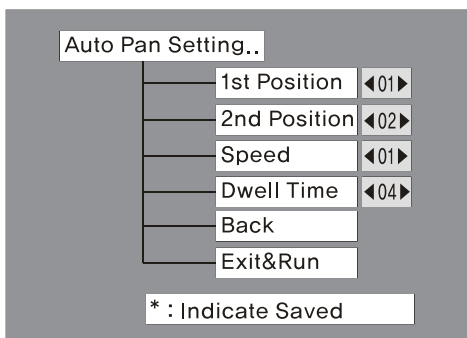 Auto Pan Setting..
1st Position ◀01▶
2nd Position ◀02▶
Speed ◀01▶
Dwell Time ◀04▶
Back
Exit&Run
* : Indicate Saved